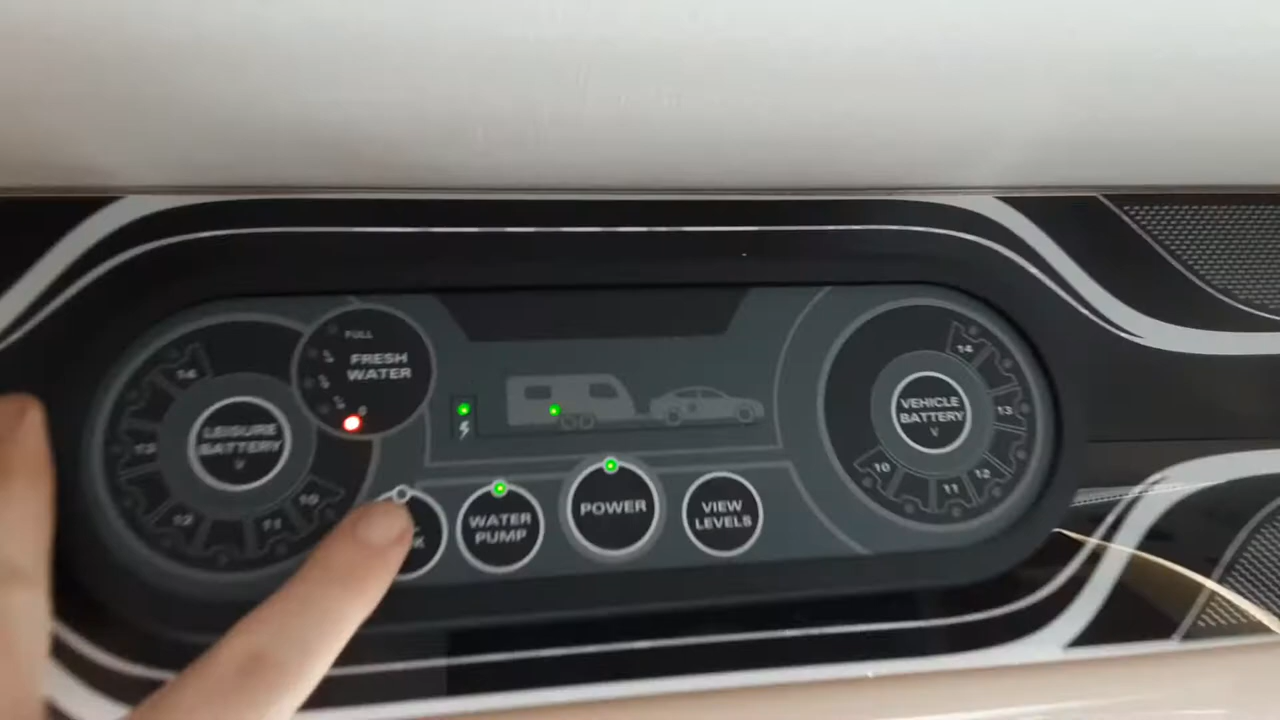 14
13
12
11
10
LEISURE
BATTERY
V
FULL
FRESH
WATER
0
WATER
PUMP
POWER
VIEW
LEVELS
VEHICLE
BATTERY
V
14
13
12
11
10